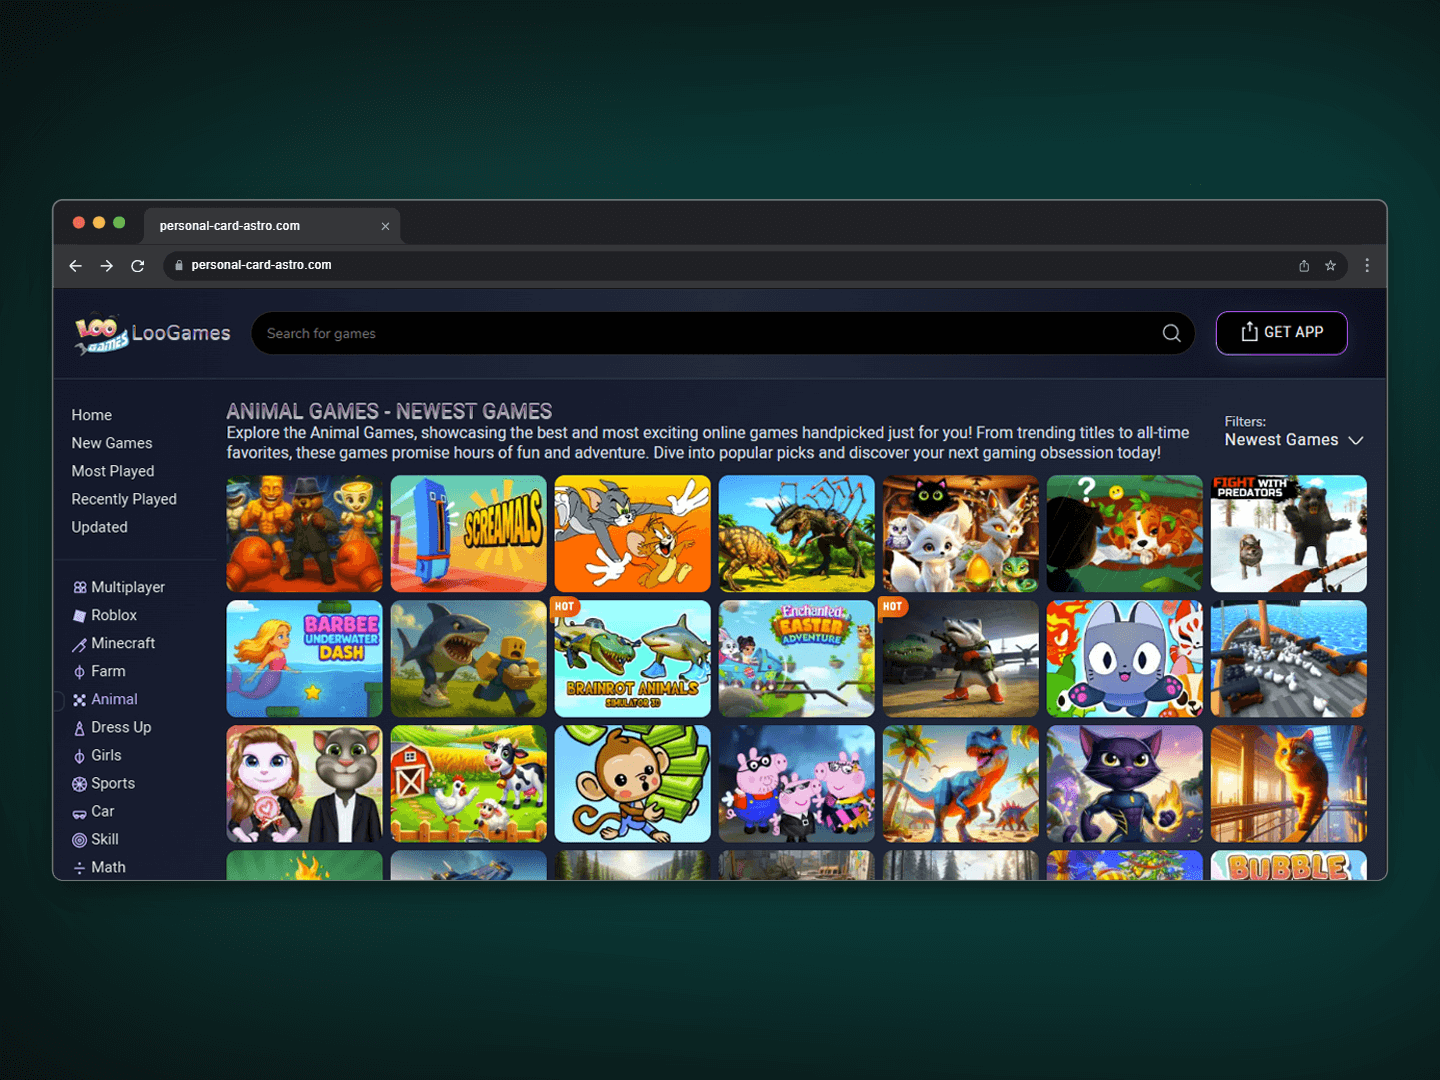 personal-card-astro.com
personal-card-astro.com
LOO GAMES
LooGames
Search for games
GET APP
Home
New Games
Most Played
Recently Played
Updated
Multiplayer
Roblox
Minecraft
Farm
Animal
Dress Up
Girls
Sports
Car
Skill
Math
ANIMAL GAMES - NEWEST GAMES
Explore the Animal Games, showcasing the best and most exciting online games handpicked just for you! From trending titles to all-time
favorites, these games promise hours of fun and adventure. Dive into popular picks and discover your next gaming obsession today!
Filters:
Newest Games
SCREAMALS
?
FIGHT WITH
PREDATORS
BARBEE
UNDERWATER
DASH
HOT
BRAINROT ANIMALS
SIMULATOR 3D
Enchanted
EASTER
ADVENTURE
HOT
BUBBLE